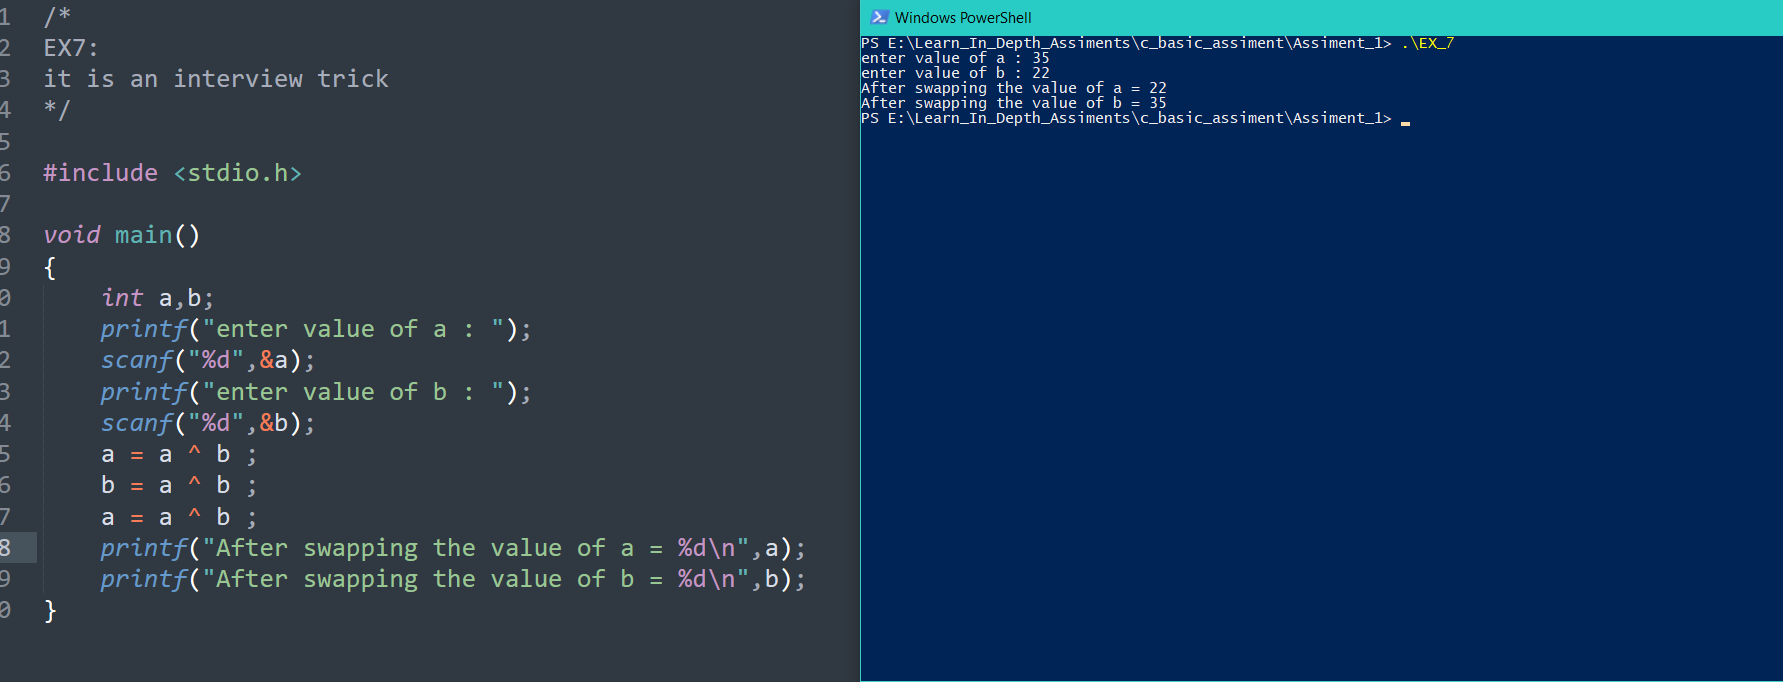 1 /*
2 EX7:
3 it is an interview trick
4 */
5
6 #include <stdio.h>
7
8 void main()
9 {
0     int a,b;
1     printf("enter value of a : ");
2     scanf("%d",&a);
3     printf("enter value of b : ");
4     scanf("%d",&b);
5     a = a ^ b ;
6     b = a ^ b ;
7     a = a ^ b ;
8     printf("After swapping the value of a = %d\n",a);
9     printf("After swapping the value of b = %d\n",b);
0 }
Windows PowerShell
PS E:\Learn_In_Depth_Assiments\c_basic_assiment\Assiment_1> .\EX_7
enter value of a : 35
enter value of b : 22
After swapping the value of a = 22
After swapping the value of b = 35
PS E:\Learn_In_Depth_Assiments\c_basic_assiment\Assiment_1> _